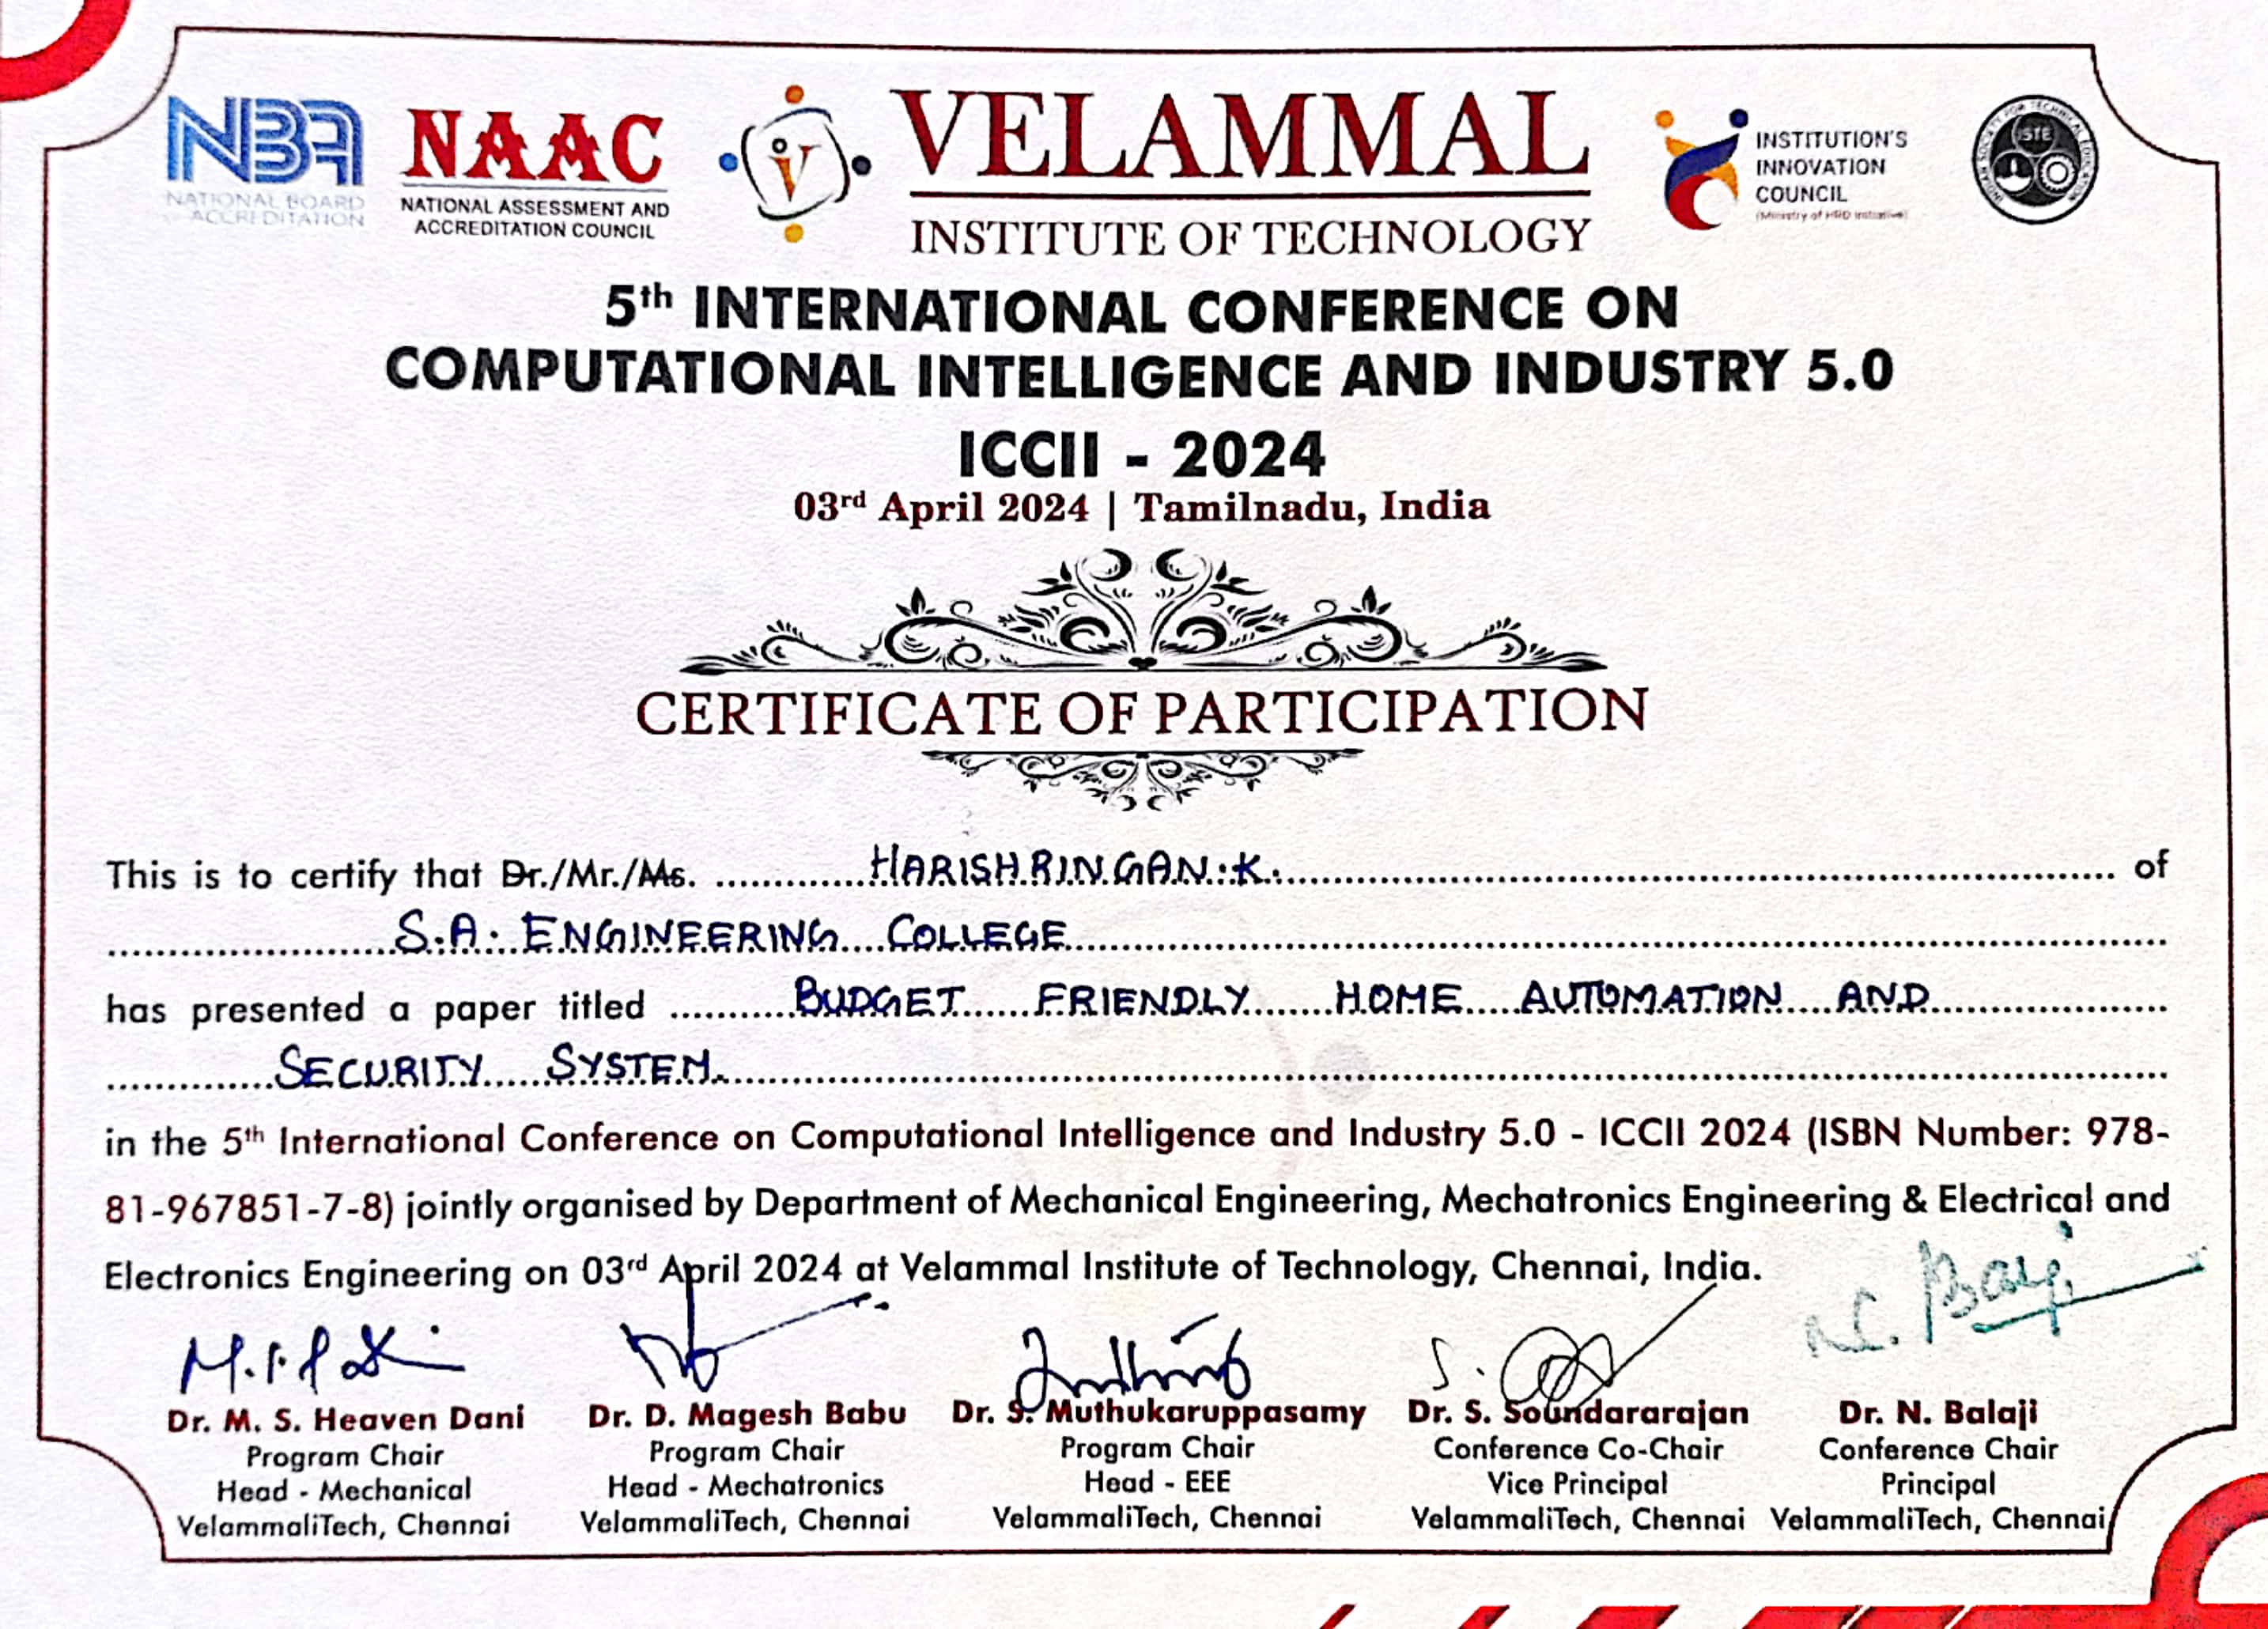 NBA
NATIONAL BOARD
ACCREDITATION
NAAC
NATIONAL ASSESSMENT AND
ACCREDITATION COUNCIL
V
VELAMMAL
INSTITUTE OF TECHNOLOGY
INSTITUTION'S
INNOVATION
COUNCIL
(Ministry of HRD Initiative)
INDIAN SOCIETY FOR TECHNICAL EDUCATION
ISTE
5th INTERNATIONAL CONFERENCE ON
COMPUTATIONAL INTELLIGENCE AND INDUSTRY 5.0
ICCII - 2024
03rd April 2024 | Tamilnadu, India
CERTIFICATE OF PARTICIPATION
This is to certify that Dr./Mr./Ms. HARISHRINGAN.K. of
S.A. ENGINEERING COLLEGE
has presented a paper titled BUDGET FRIENDLY HOME AUTOMATION AND
SECURITY SYSTEM.
in the 5th International Conference on Computational Intelligence and Industry 5.0 - ICCII 2024 (ISBN Number: 978-
81-967851-7-8) jointly organised by Department of Mechanical Engineering, Mechatronics Engineering & Electrical and
Electronics Engineering on 03rd April 2024 at Velammal Institute of Technology, Chennai, India.
Dr. M. S. Heaven Dani
Program Chair
Head - Mechanical
VelammaliTech, Chennai
Dr. D. Magesh Babu
Program Chair
Head - Mechatronics
VelammaliTech, Chennai
Dr. S. Muthukaruppasamy
Program Chair
Head - EEE
VelammaliTech, Chennai
Dr. S. Soundararajan
Conference Co-Chair
Vice Principal
VelammaliTech, Chennai
Dr. N. Balaji
Conference Chair
Principal
VelammaliTech, Chennai